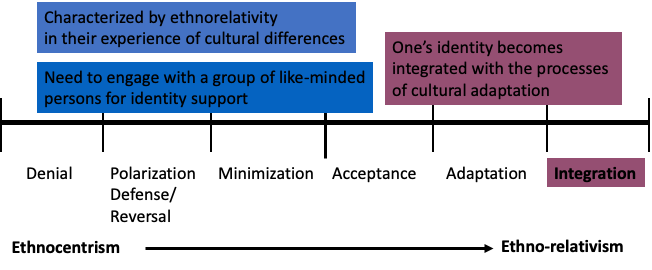 Characterized by ethnorelativity
in their experience of cultural differences
Need to engage with a group of like-minded
persons for identity support
One's identity becomes
integrated with the processes
of cultural adaptation
Denial
Polarization
Defense/
Reversal
Minimization
Acceptance
Adaptation
Integration
Ethnocentrism
Ethno-relativism